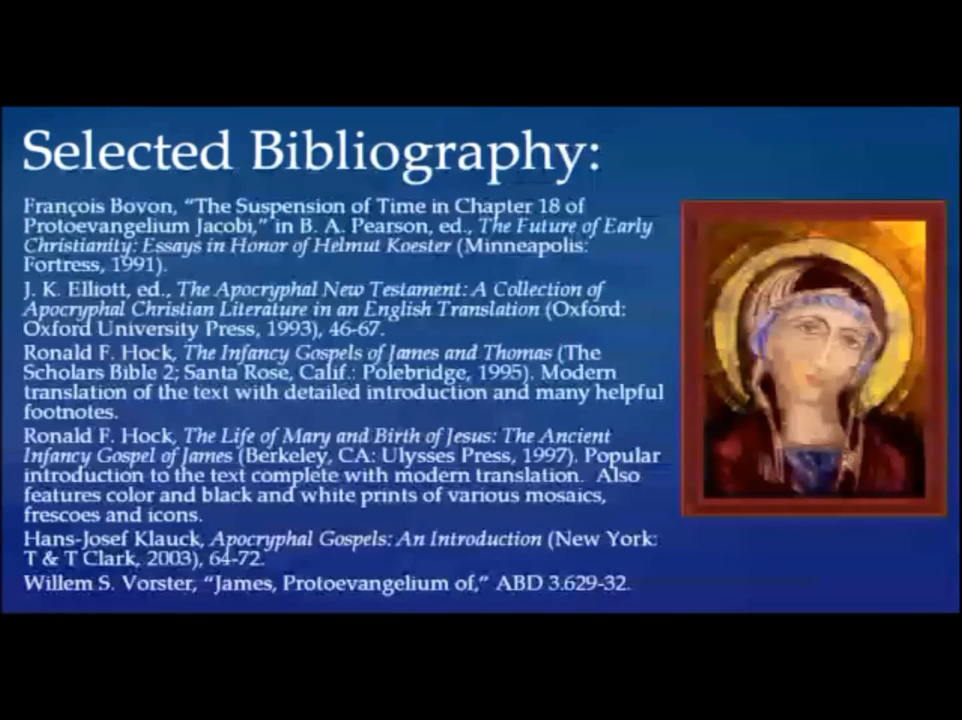 Selected Bibliography:
François Bovon, “The Suspension of Time in Chapter 18 of
Protoevangelium Jacobi,” in B. A. Pearson, ed., The Future of Early
Christianity: Essays in Honor of Helmut Koester (Minneapolis:
Fortress, 1991).
J. K. Elliott, ed., The Apocryphal New Testament: A Collection of
Apocryphal Christian Literature in an English Translation (Oxford:
Oxford University Press, 1993), 46-67.
Ronald F. Hock, The Infancy Gospels of James and Thomas (The
Scholars Bible 2; Santa Rose, Calif.: Polebridge, 1995). Modern
translation of the text with detailed introduction and many helpful
footnotes.
Ronald F. Hock, The Life of Mary and Birth of Jesus: The Ancient
Infancy Gospel of James (Berkeley, CA: Ulysses Press, 1997). Popular
introduction to the text complete with modern translation. Also
features color and black and white prints of various mosaics,
frescoes and icons.
Hans-Josef Klauck, Apocryphal Gospels: An Introduction (New York:
T & T Clark, 2003), 64-72.
Willem S. Vorster, “James, Protoevangelium of,” ABD 3.629-32.